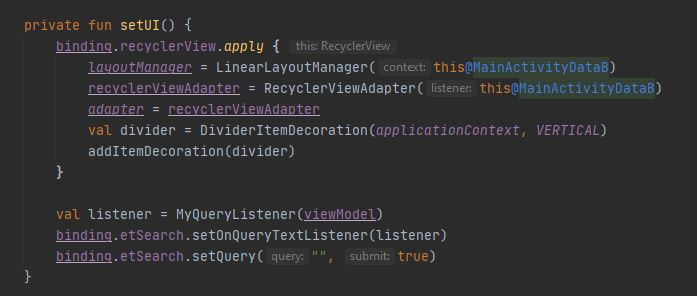 private fun setUI() {
binding.recyclerView.apply { this: RecyclerView
layoutManager = LinearLayoutManager( context: this@MainActivityDataB)
recyclerViewAdapter = RecyclerViewAdapter( listener: this@MainActivityDataB)
adapter = recyclerViewAdapter
val divider = DividerItemDecoration(applicationContext, VERTICAL)
addItemDecoration(divider)
}
val listener = MyQueryListener(viewModel)
binding.etSearch.setOnQueryTextListener(listener)
binding.etSearch.setQuery( query: "", submit: true)
}